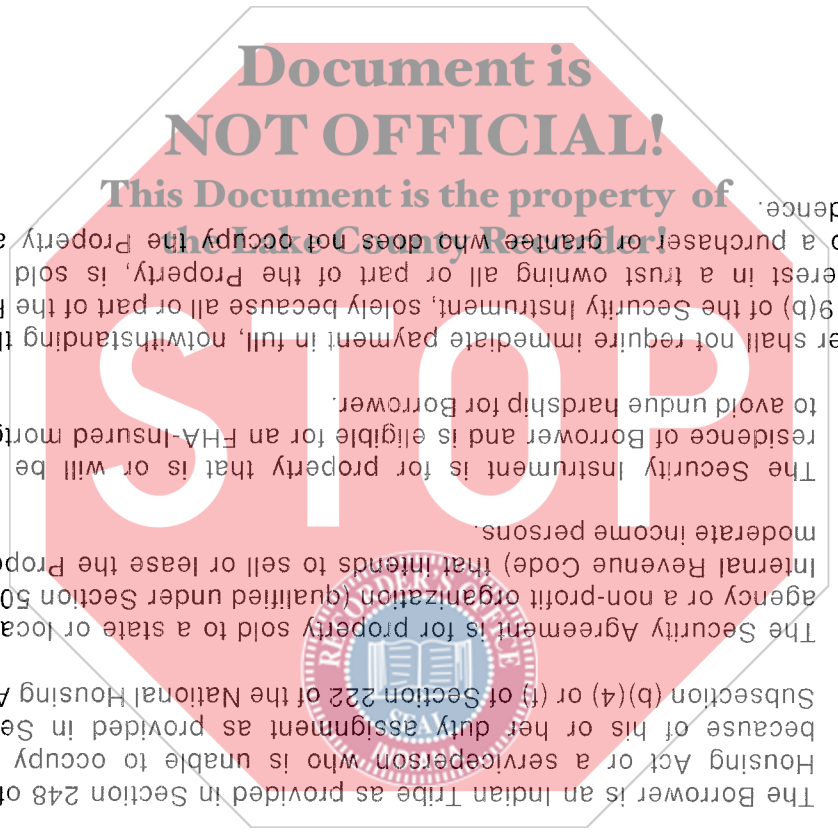 Document is
NOT OFFICIAL!
This Document is the property of
the Lake County Recorder!
STOP
RECORDER'S OFFICE
INDIANA
The Borrower is an Indian Tribe as provided in Section 248 of
Housing Act or a serviceperson who is unable to occupy
because of his or her duty assignment as provided in Se
Subsection (b)(4) or (f) of Section 222 of the National Housing A
The Security Agreement is for property sold to a state or loca
agency or a non-profit organization (qualified under Section 50
Internal Revenue Code) that intends to sell or lease the Prope
moderate income persons.
The Security Instrument is for property that is or will be
residence of Borrower and is eligible for an FHA-Insured mortg
to avoid undue hardship for Borrower.
er shall not require immediate payment in full, notwithstanding th
9(b) of the Security Instrument, solely because all or part of the P
erest in a trust owning all or part of the Property, is sold
o a purchaser or grantee who does not occupy the Property a
dence.